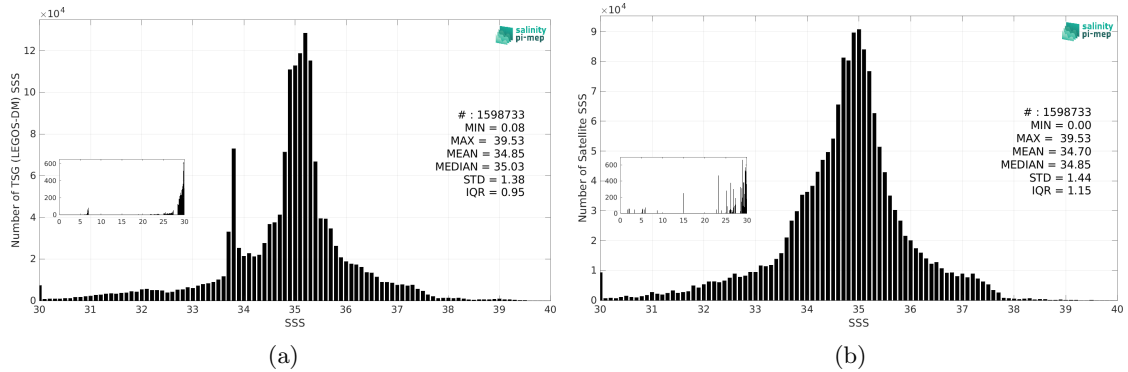 ×10⁴
salinity
pi-mep
12
10
8
6
4
2
0
Number of TSG (LEGOS-DM) SSS
# : 1598733
MIN = 0.08
MAX = 39.53
MEAN = 34.85
MEDIAN = 35.03
STD = 1.38
IQR = 0.95
600
400
200
0
0 5 10 15 20 25 30
30 31 32 33 34 35 36 37 38 39 40
SSS
(a)
×10⁴
salinity
pi-mep
9
8
7
6
5
4
3
2
1
0
Number of Satellite SSS
# : 1598733
MIN = 0.00
MAX = 39.53
MEAN = 34.70
MEDIAN = 34.85
STD = 1.44
IQR = 1.15
600
400
200
0
0 5 10 15 20 25 30
30 31 32 33 34 35 36 37 38 39 40
SSS
(b)